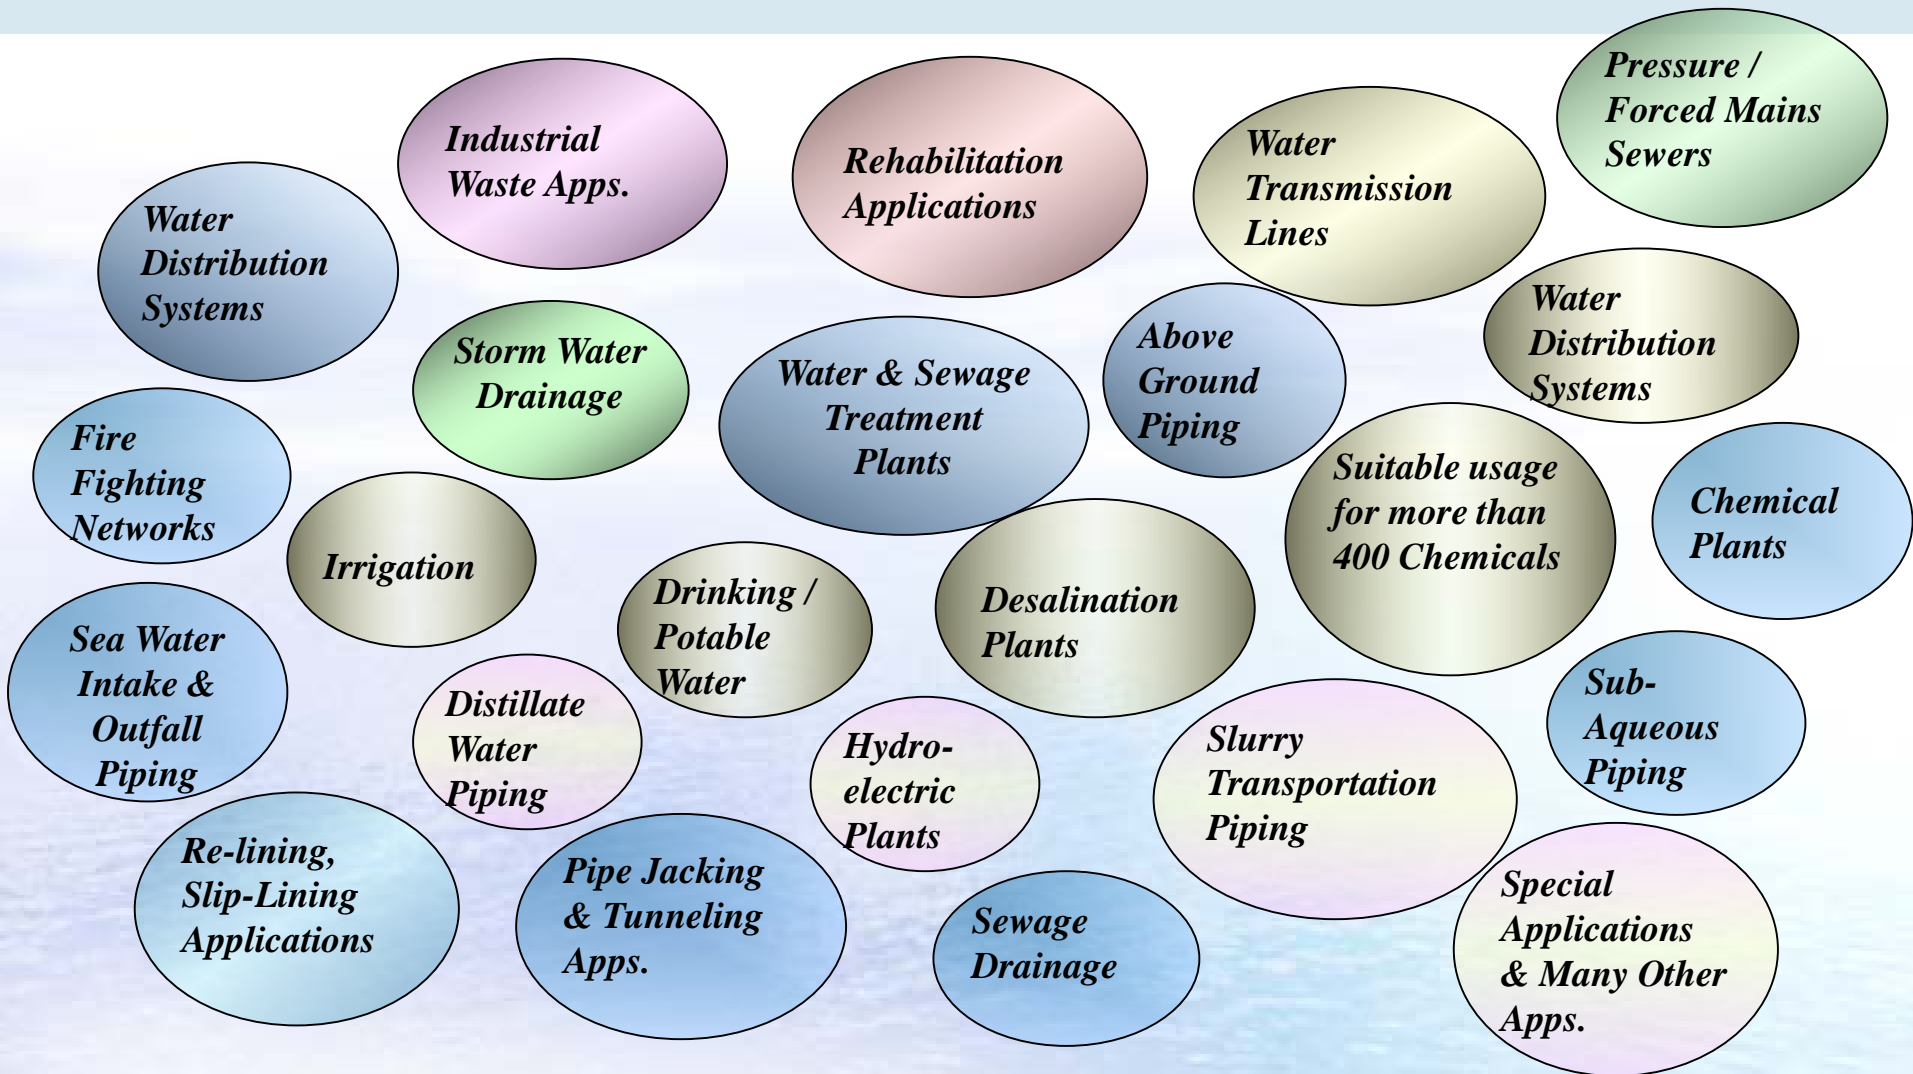 Pressure /
Forced Mains
Sewers
Industrial
Waste Apps.
Rehabilitation
Applications
Water
Transmission
Lines
Water
Distribution
Systems
Water
Distribution
Systems
Storm Water
Drainage
Water & Sewage
Treatment
Plants
Above
Ground
Piping
Fire
Fighting
Networks
Suitable usage
for more than
400 Chemicals
Chemical
Plants
Irrigation
Drinking /
Potable
Water
Desalination
Plants
Sea Water
Intake &
Outfall
Piping
Distillate
Water
Piping
Hydro-
electric
Plants
Slurry
Transportation
Piping
Sub-
Aqueous
Piping
Re-lining,
Slip-Lining
Applications
Pipe Jacking
& Tunneling
Apps.
Sewage
Drainage
Special
Applications
& Many Other
Apps.